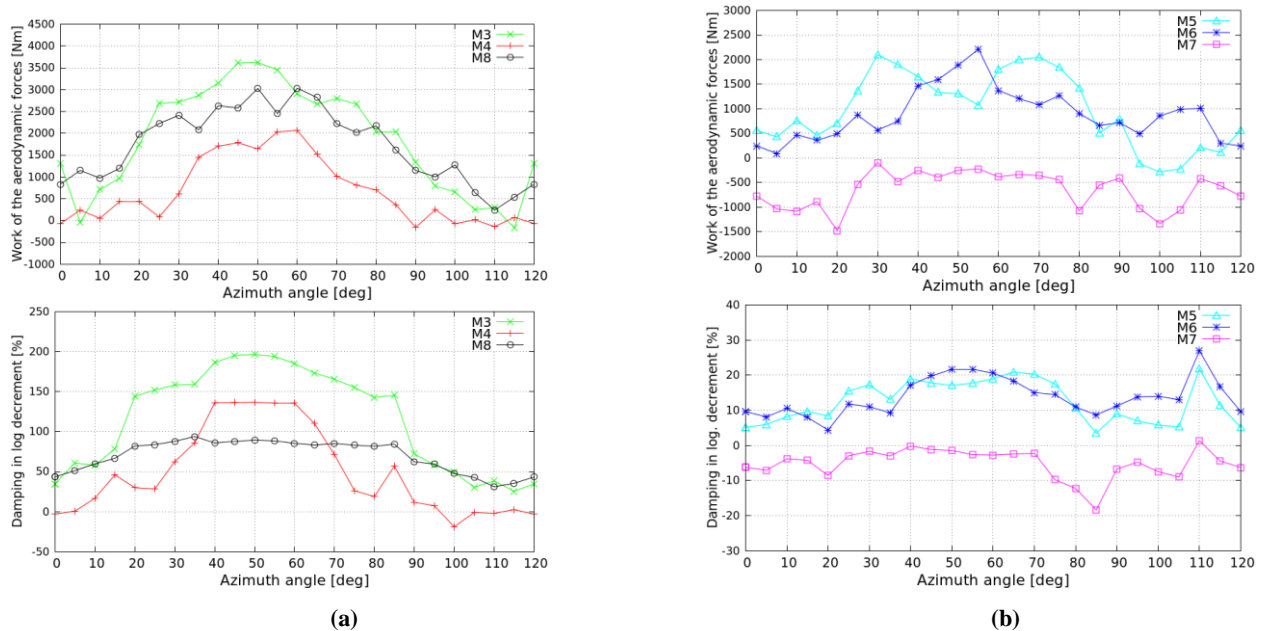 4500
4000
3500
3000
2500
2000
1500
1000
500
0
-500
-1000
Work of the aerodynamic forces [Nm]
M3
M4
M8
0 10 20 30 40 50 60 70 80 90 100 110 120
Azimuth angle [deg]
250
200
150
100
50
0
-50
Damping in log decrement [%]
M3
M4
M8
0 10 20 30 40 50 60 70 80 90 100 110 120
Azimuth angle [deg]
(a)
3000
2500
2000
1500
1000
500
0
-500
-1000
-1500
-2000
Work of the aerodynamic forces [Nm]
M5
M6
M7
0 10 20 30 40 50 60 70 80 90 100 110 120
Azimuth angle [deg]
40
30
20
10
0
-10
-20
-30
Damping in log, decrement [%]
M5
M6
M7
0 10 20 30 40 50 60 70 80 90 100 110 120
Azimuth angle [deg]
(b)